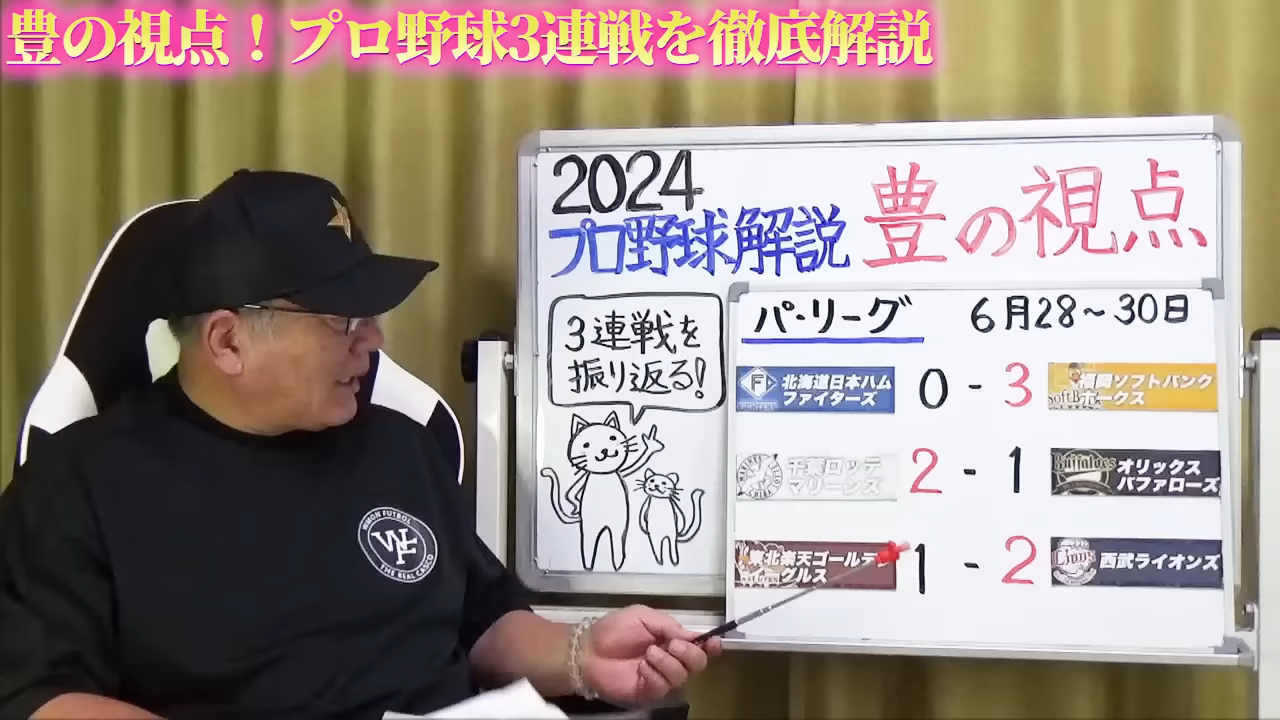 豊の視点！プロ野球3連戦を徹底解説
2024
プロ野球解説 豊の視点
3連戦を
振り返る！
パ・リーグ 6月28～30日
北海道日本ハム
ファイターズ
0 - 3
福岡ソフトバンク
ホークス
千葉ロッテ
マリーンズ
2 - 1
Buffaloes
オリックス
バファローズ
東北楽天ゴールデン
グルス
1 - 2
Lions
西武ライオンズ
WF
THE REAL CASCO